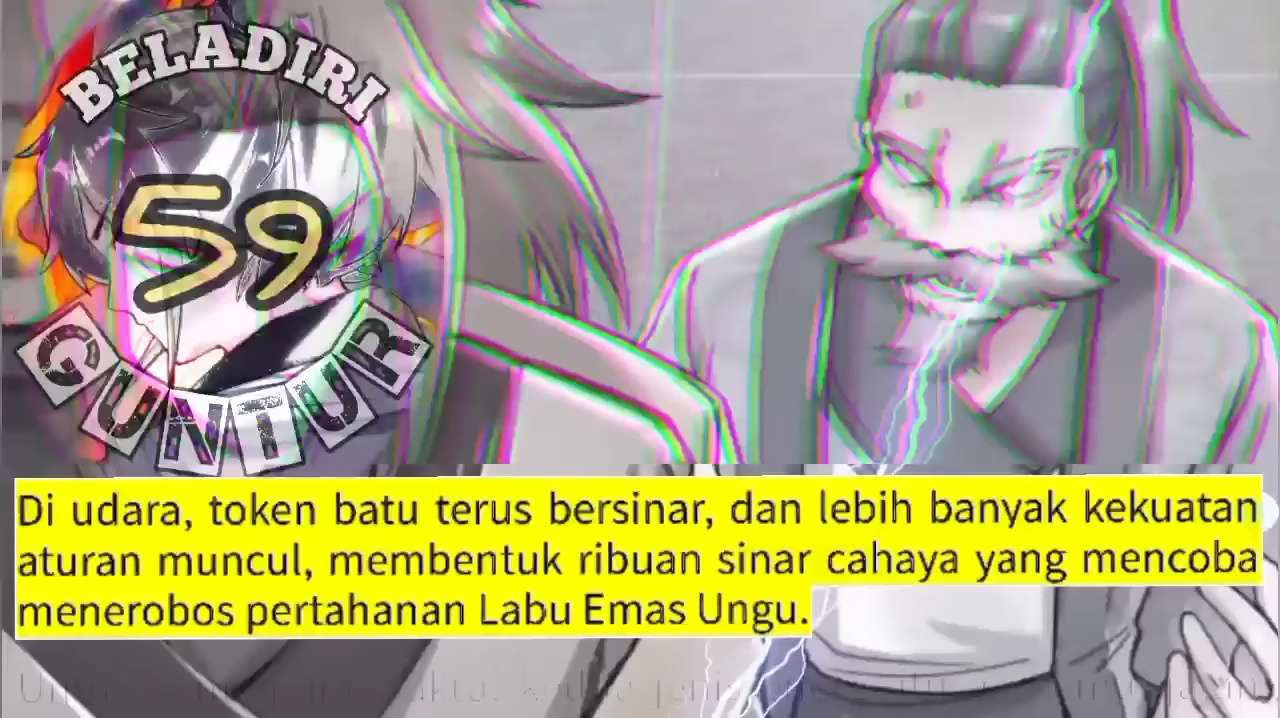 BELADIRI
59
GUNTUR
Di udara, token batu terus bersinar, dan lebih banyak kekuatan
aturan muncul, membentuk ribuan sinar cahaya yang mencoba
menerobos pertahanan Labu Emas Ungu.